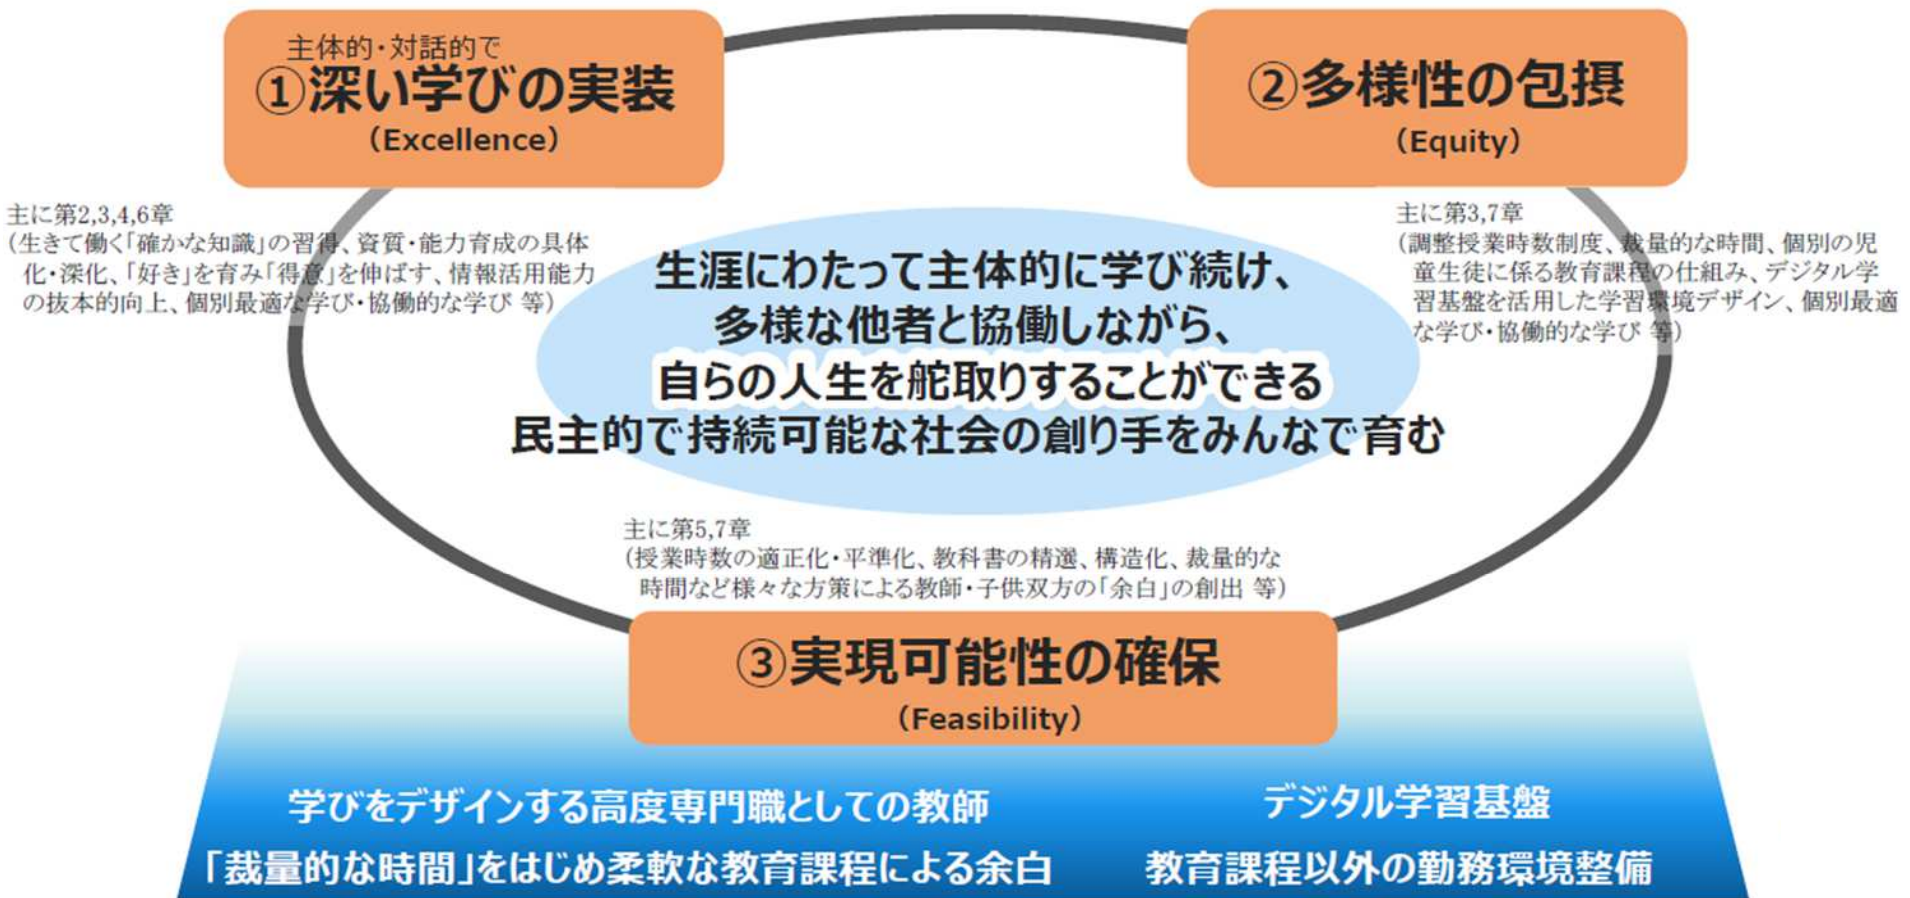 主体的・対話的で
①深い学びの実装
（Excellence）
②多様性の包摂
（Equity）
主に第2,3,4,6章
（生きて働く「確かな知識」の習得、資質・能力育成の具体
化・深化、「好き」を育み「得意」を伸ばす、情報活用能力
の抜本的向上、個別最適な学び・協働的な学び 等）
主に第3,7章
（調整授業時数制度、裁量的な時間、個別の児
童生徒に係る教育課程の仕組み、デジタル学
習基盤を活用した学習環境デザイン、個別最適
な学び・協働的な学び 等）
生涯にわたって主体的に学び続け、
多様な他者と協働しながら、
自らの人生を舵取りすることができる
民主的で持続可能な社会の創り手をみんなで育む
主に第5,7章
（授業時数の適正化・平準化、教科書の精選、構造化、裁量的な
時間など様々な方策による教師・子供双方の「余白」の創出 等）
③実現可能性の確保
（Feasibility）
学びをデザインする高度専門職としての教師
デジタル学習基盤
「裁量的な時間」をはじめ柔軟な教育課程による余白
教育課程以外の勤務環境整備